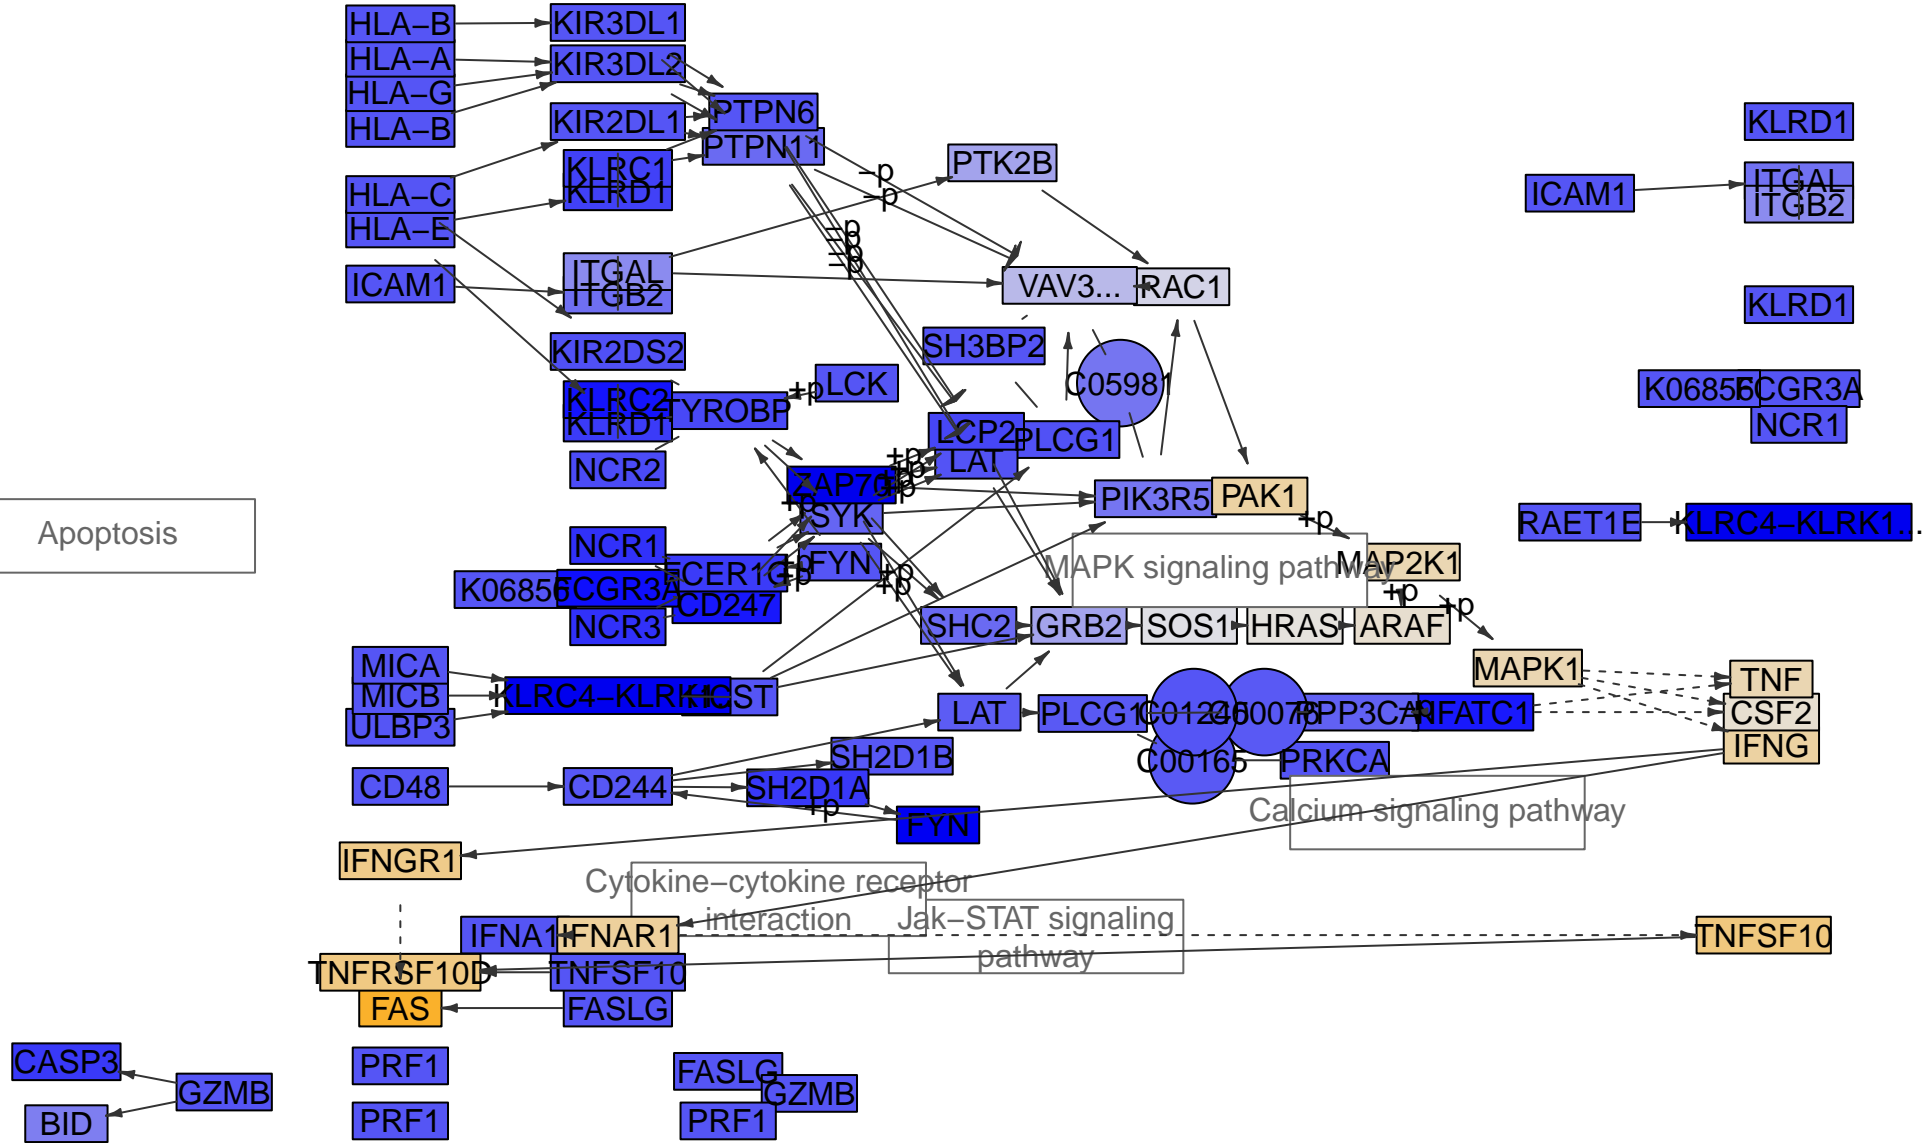 HLA−B
KIR3DL1
HLA−A
KIR3DL2
HLA−G
HLA−B
PTPN6
KIR2DL1
KLRD1
PTPN11
PTK2B
−p
KLRC1
KLRD1
ITGAL
ITGB2
ICAM1
HLA−C
−p
HLA−E
−p
−p
−p
−p
ITGAL
ITGB2
ICAM1
VAV3...
RAC1
KLRD1
SH3BP2
KIR2DS2
LCK
+p
C05981
K06856
FCGR3A
NCR1
KLRC2
KLRD1
TYROBP
LCP2
PLCG1
LAT
NCR2
+p
+p
+p
+p
ZAP70
+p
SYK
PIK3R5
PAK1
+p
RAET1E
KLRC4−KLRK1...
Apoptosis
NCR1
FYN
+p
+p
+p
+p
MAPK signaling pathway
MAP2K1
FCER1G
K06856
FCGR3A
CD247
NCR3
+p
+p
SHC2
GRB2
SOS1
HRAS
ARAF
MICA
MICB
ULBP3
KLRC4−KLRK1
HCST
MAPK1
TNF
CSF2
IFNG
LAT
PLCG1
C01245
C00076
PPP3CA
NFATC1
C00165
PRKCA
SH2D1B
CD48
CD244
SH2D1A
+p
FYN
Calcium signaling pathway
IFNGR1
Cytokine−cytokine receptor
interaction
Jak−STAT signaling
pathway
IFNA1
IFNAR1
TNFSF10
TNFRSF10D
TNFSF10
FAS
FASLG
CASP3
GZMB
BID
PRF1
PRF1
FASLG
GZMB
PRF1